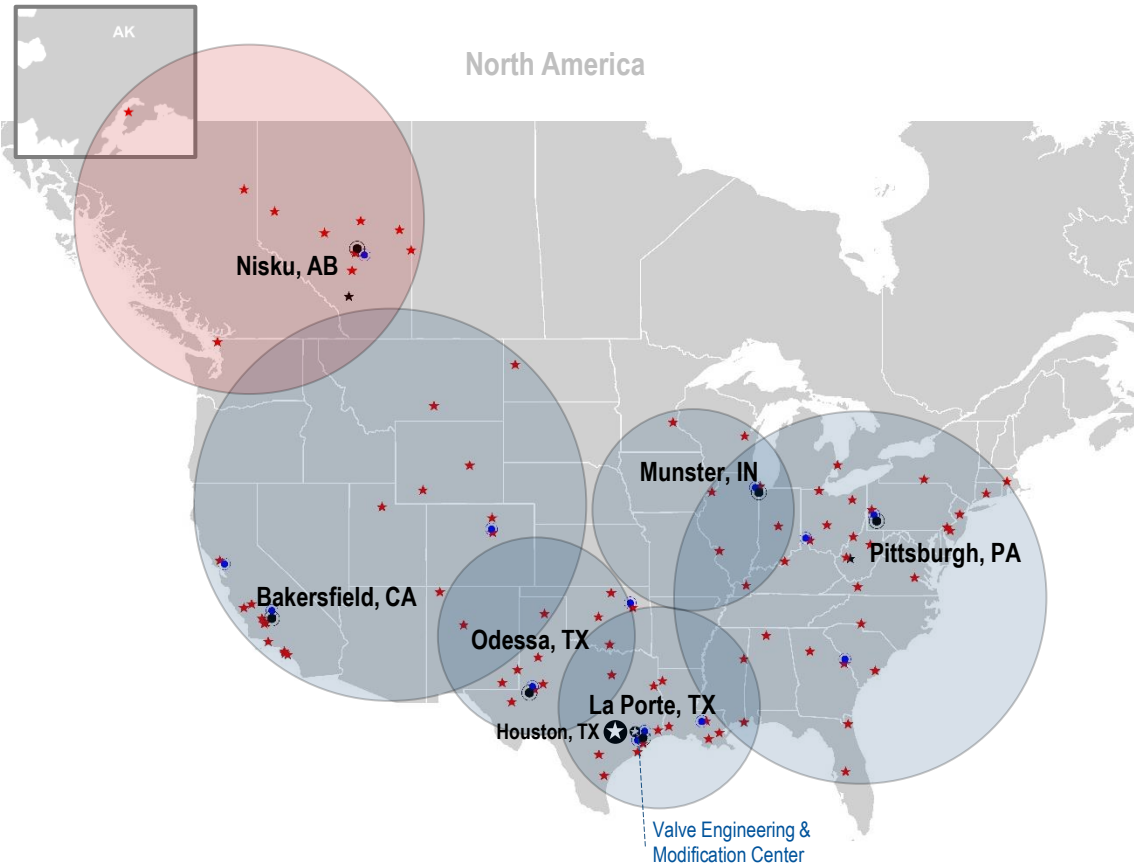 AK
North America
Nisku, AB
Munster, IN
Pittsburgh, PA
Bakersfield, CA
Odessa, TX
La Porte, TX
Houston, TX
Valve Engineering &
Modification Center